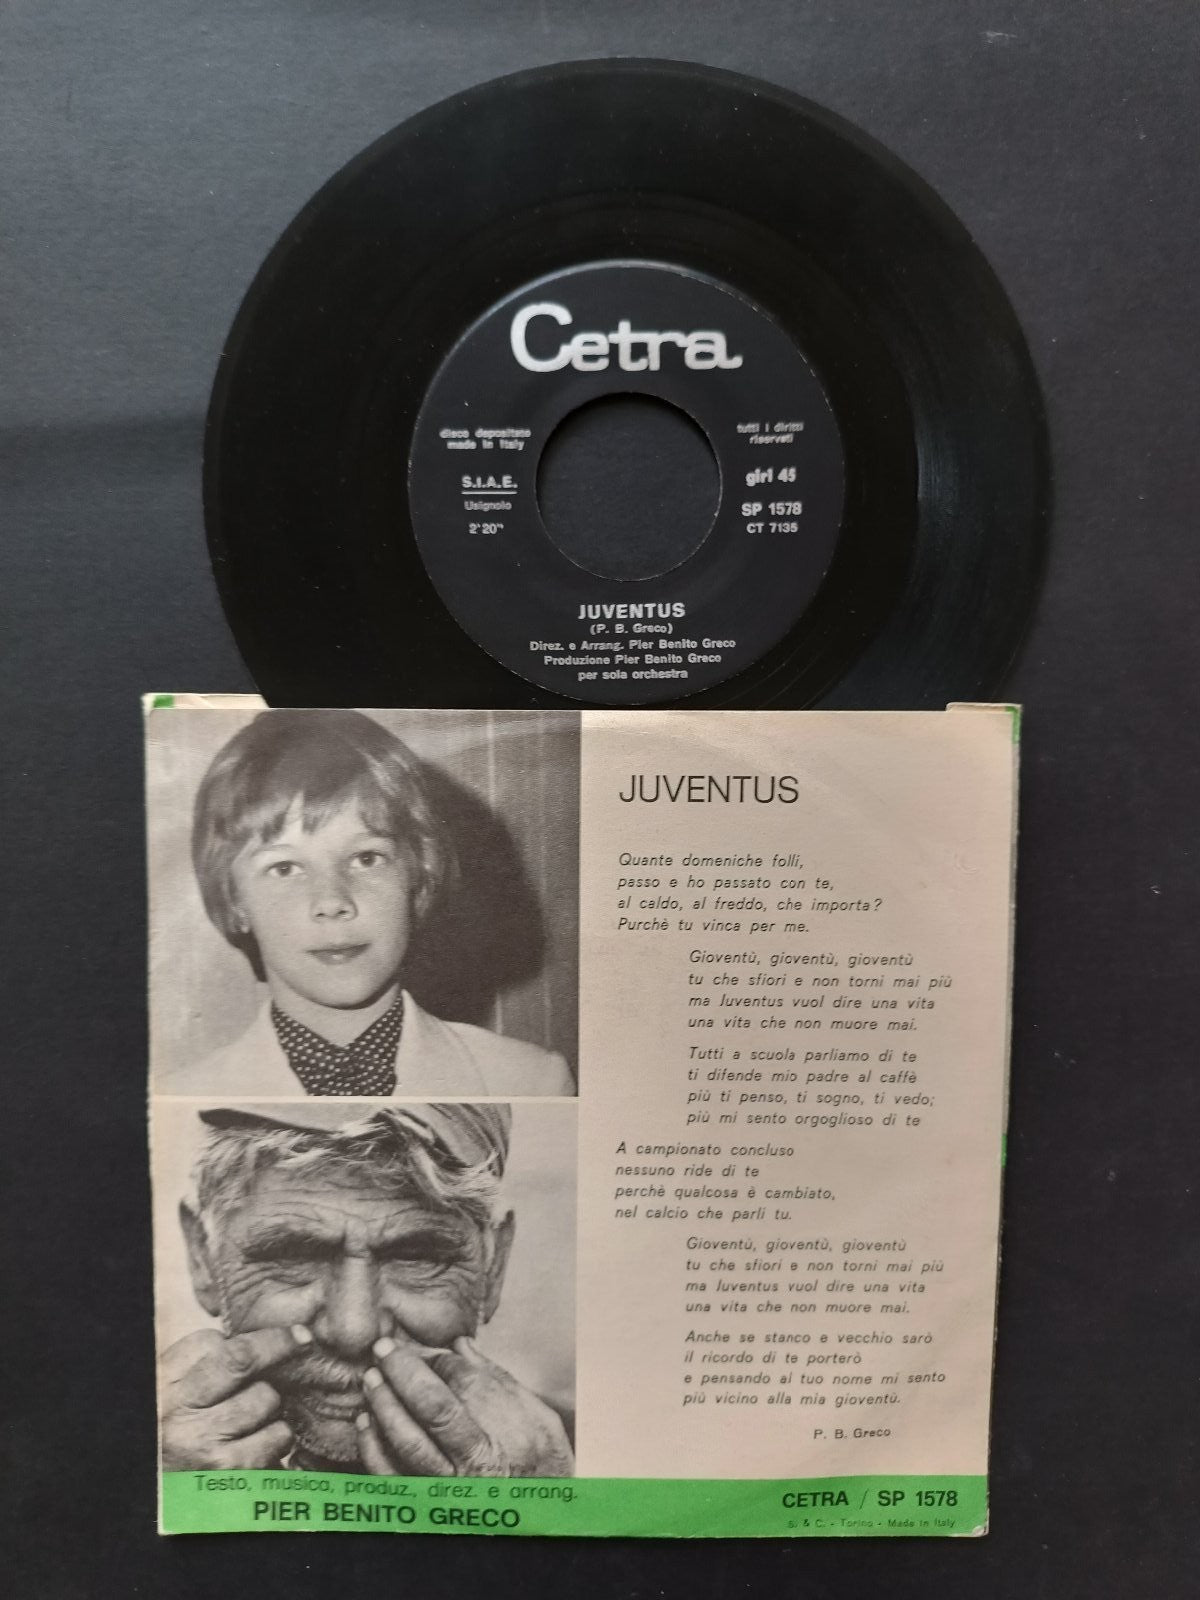 Cetra
disco depositato
made in Italy
tutti i diritti
riservati
S.I.A.E.
Usignolo
2'20"
giri 45
SP 1578
CT 7135
JUVENTUS
(P. B. Greco)
Direz. e Arrang. Pier Benito Greco
Produzione Pier Benito Greco
per sola orchestra
JUVENTUS
Quante domeniche folli,
passo e ho passato con te,
al caldo, al freddo, che importa?
Purchè tu vinca per me.
Gioventù, gioventù, gioventù
tu che sfiori e non torni mai più
ma Juventus vuol dire una vita
una vita che non muore mai.
Tutti a scuola parliamo di te
ti difende mio padre al caffè
più ti penso, ti sogno, ti vedo;
più mi sento orgoglioso di te
A campionato concluso
nessuno ride di te
perchè qualcosa è cambiato,
nel calcio che parli tu.
Gioventù, gioventù, gioventù
tu che sfiori e non torni mai più
ma Juventus vuol dire una vita
una vita che non muore mai.
Anche se stanco e vecchio sarò
il ricordo di te porterò
e pensando al tuo nome mi sento
più vicino alla mia gioventù.
P. B. Greco
Testo, musica, produz., direz. e arrang.
PIER BENITO GRECO
CETRA / SP 1578
S. & C. - Torino - Made in Italy